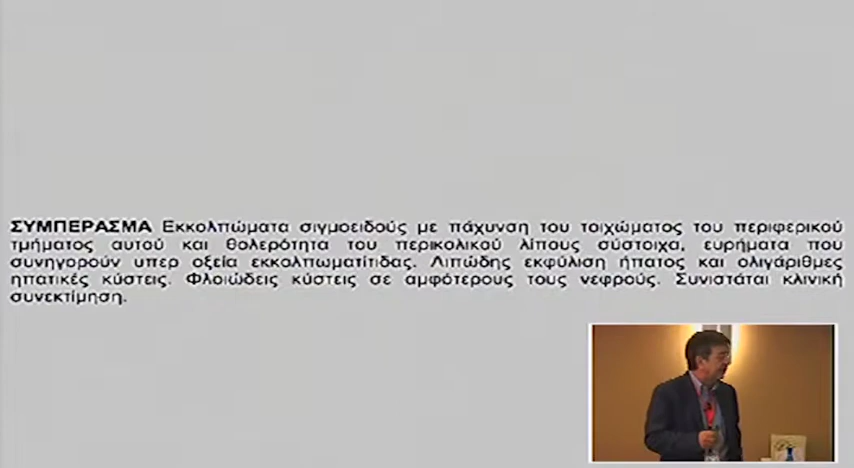 ΣΥΜΠΕΡΑΣΜΑ Εκκολπώματα σιγμοειδούς με πάχυνση του τοιχώματος του περιφερικού
τμήματος αυτού και θολερότητα του περικολικού λίπους σύστοιχα, ευρήματα που
συνηγορούν υπερ οξεία εκκολπωματίτιδας. Λιπώδης εκφύλιση ήπατος και ολιγάριθμες
ηπατικές κύστεις. Φλοιώδεις κύστεις σε αμφότερους τους νεφρούς. Συνιστάται κλινική
συνεκτίμηση.